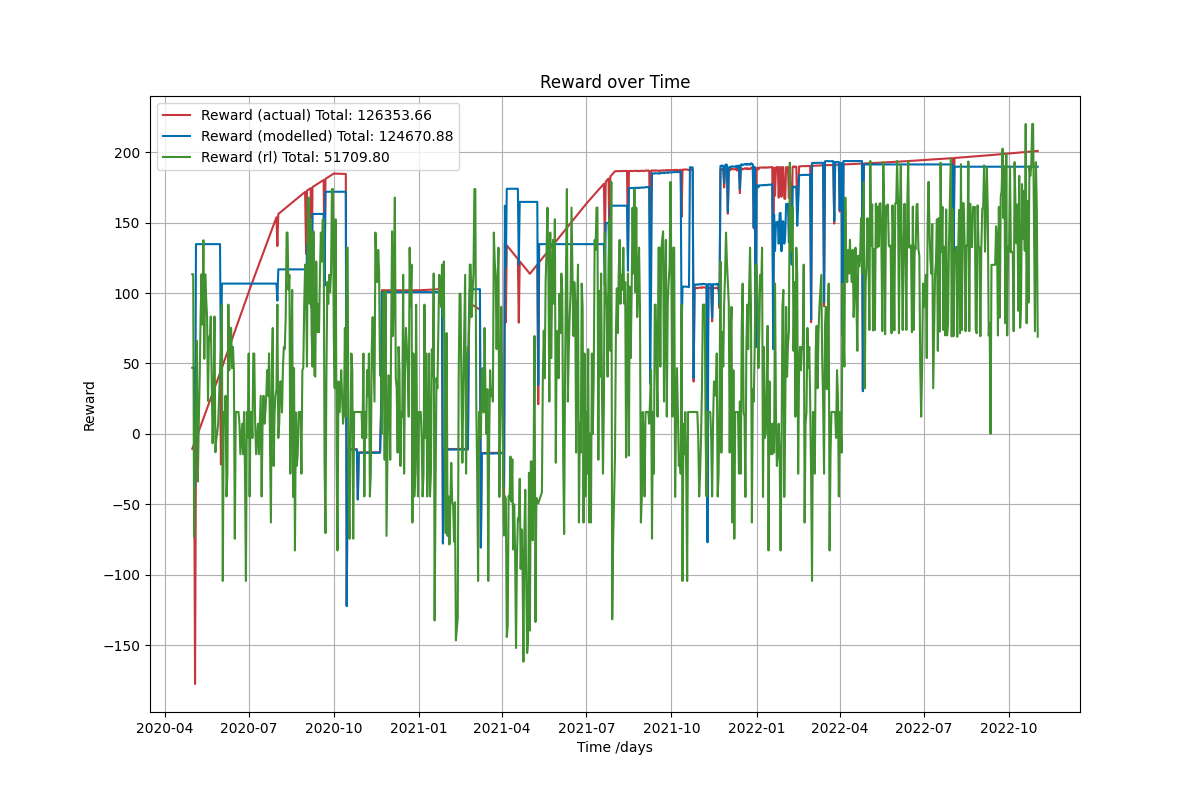 Reward over Time
Reward (actual) Total: 126353.66
Reward (modelled) Total: 124670.88
Reward (rl) Total: 51709.80
200
150
100
50
0
−50
−100
−150
Reward
2020-04 2020-07 2020-10 2021-01 2021-04 2021-07 2021-10 2022-01 2022-04 2022-07 2022-10
Time /days